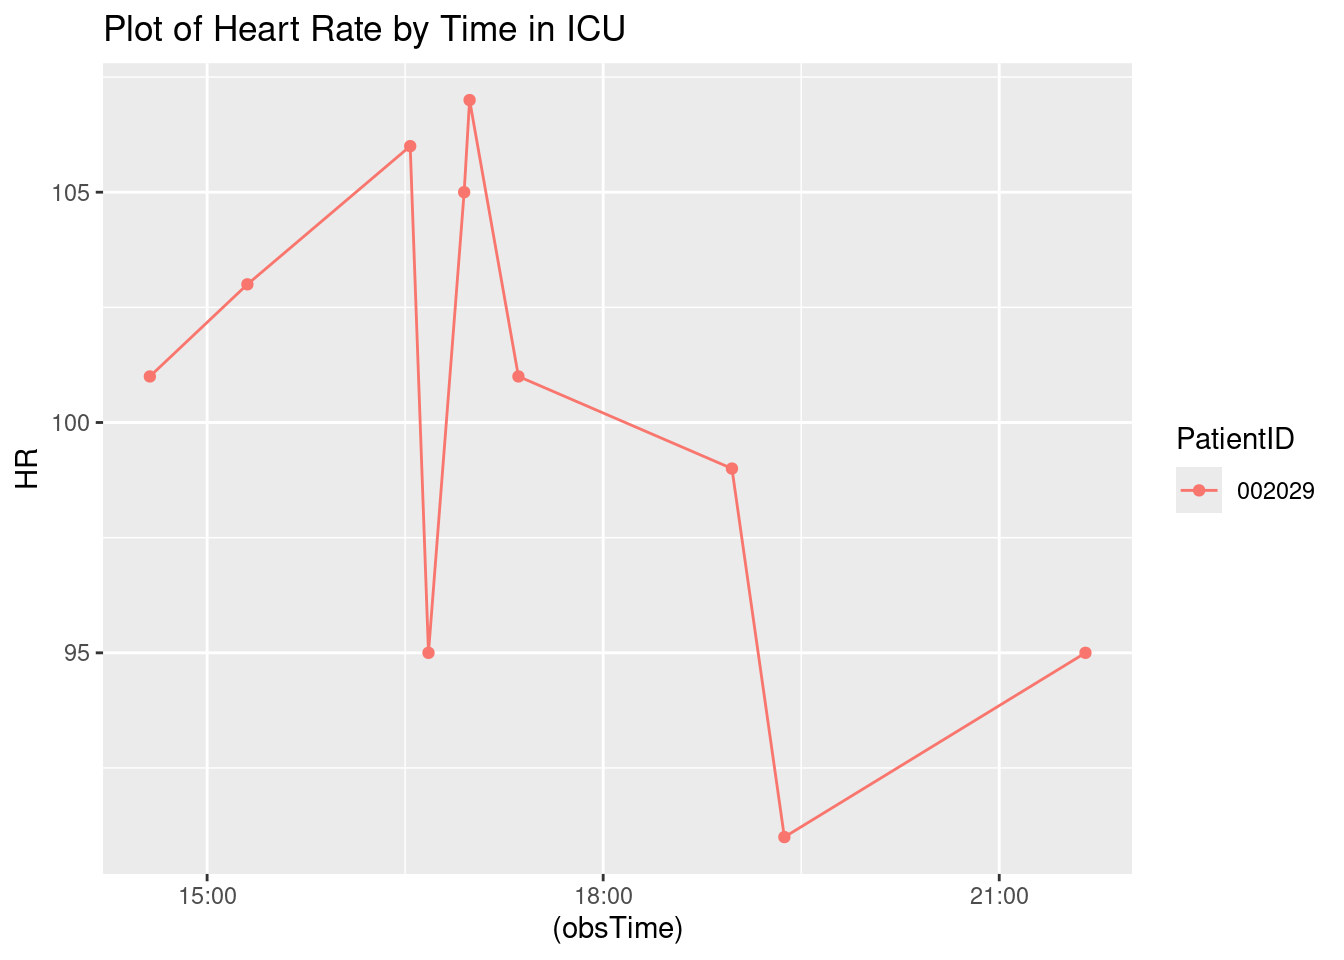 Plot of Heart Rate by Time in ICU
105
100
95
HR
15:00
18:00
21:00
(obsTime)
PatientID
002029